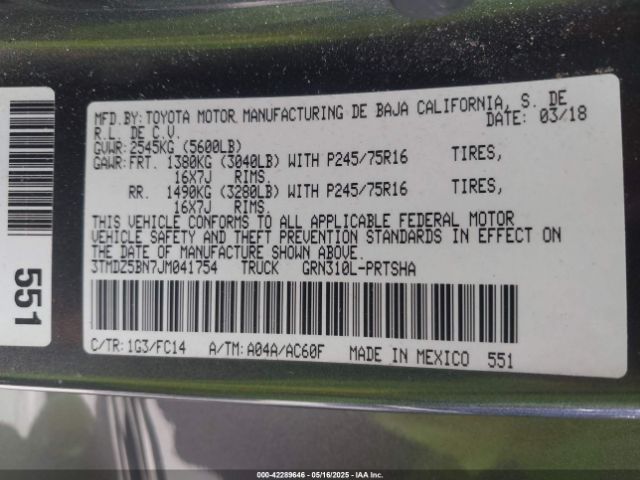 MFD.BY: TOYOTA MOTOR MANUFACTURING DE BAJA CALIFORNIA, S. DE
R.L. DE C.V. DATE: 03/18
GVWR: 2545KG (5600LB)
GAWR: FRT. 1380KG (3040LB) WITH P245/75R16 TIRES,
16X7J RIMS.
RR. 1490KG (3280LB) WITH P245/75R16 TIRES,
16X7J RIMS.
THIS VEHICLE CONFORMS TO ALL APPLICABLE FEDERAL MOTOR
VEHICLE SAFETY AND THEFT PREVENTION STANDARDS IN EFFECT ON
THE DATE OF MANUFACTURE SHOWN ABOVE.
3TMDZ5BN7JM041754 TRUCK GRN310L-PRTSHA
C/TR: 1G3/FC14 A/TM: A04A/AC60F MADE IN MEXICO 551
551
000-42289646 - 05/16/2025 - IAA Inc.